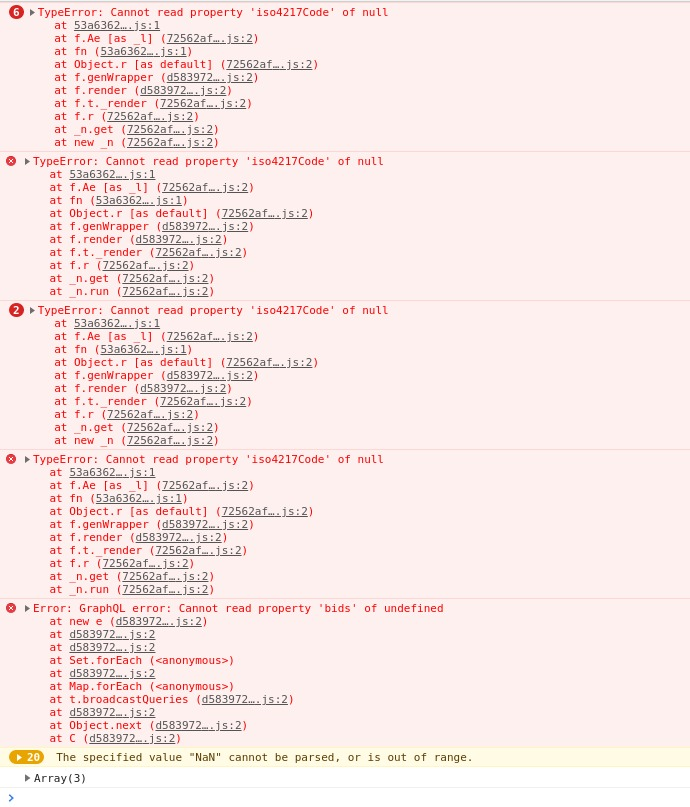 6 TypeError: Cannot read property 'iso4217Code' of null
at 53a6362….js:1
at f.Ae [as _l] (72562af….js:2)
at fn (53a6362….js:1)
at Object.r [as default] (72562af….js:2)
at f.genWrapper (d583972….js:2)
at f.render (d583972….js:2)
at f.t._render (72562af….js:2)
at f.r (72562af….js:2)
at _n.get (72562af….js:2)
at new _n (72562af….js:2)
TypeError: Cannot read property 'iso4217Code' of null
at 53a6362….js:1
at f.Ae [as _l] (72562af….js:2)
at fn (53a6362….js:1)
at Object.r [as default] (72562af….js:2)
at f.genWrapper (d583972….js:2)
at f.render (d583972….js:2)
at f.t._render (72562af….js:2)
at f.r (72562af….js:2)
at _n.get (72562af….js:2)
at _n.run (72562af….js:2)
2 TypeError: Cannot read property 'iso4217Code' of null
at 53a6362….js:1
at f.Ae [as _l] (72562af….js:2)
at fn (53a6362….js:1)
at Object.r [as default] (72562af….js:2)
at f.genWrapper (d583972….js:2)
at f.render (d583972….js:2)
at f.t._render (72562af….js:2)
at f.r (72562af….js:2)
at _n.get (72562af….js:2)
at new _n (72562af….js:2)
TypeError: Cannot read property 'iso4217Code' of null
at 53a6362….js:1
at f.Ae [as _l] (72562af….js:2)
at fn (53a6362….js:1)
at Object.r [as default] (72562af….js:2)
at f.genWrapper (d583972….js:2)
at f.render (d583972….js:2)
at f.t._render (72562af….js:2)
at f.r (72562af….js:2)
at _n.get (72562af….js:2)
at _n.run (72562af….js:2)
Error: GraphQL error: Cannot read property 'bids' of undefined
at new e (d583972….js:2)
at d583972….js:2
at d583972….js:2
at Set.forEach (<anonymous>)
at d583972….js:2
at Map.forEach (<anonymous>)
at t.broadcastQueries (d583972….js:2)
at d583972….js:2
at Object.next (d583972….js:2)
at C (d583972….js:2)
20 The specified value "NaN" cannot be parsed, or is out of range.
Array(3)